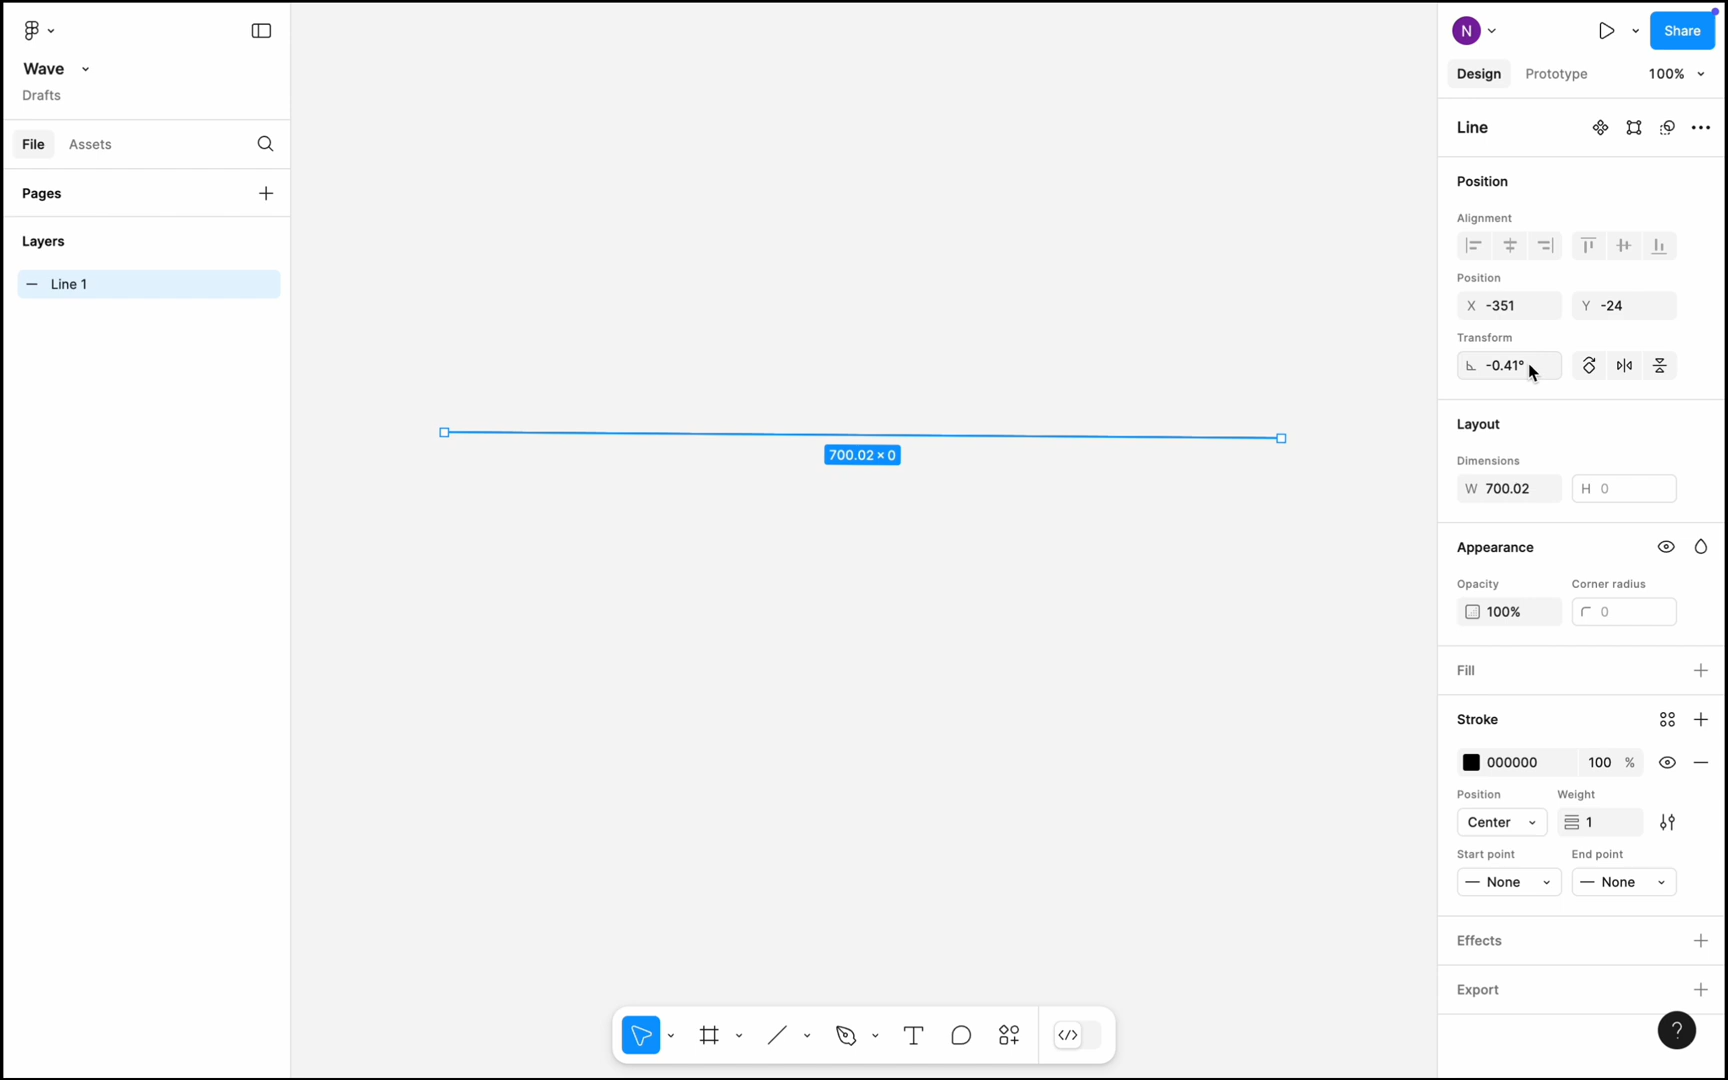 Wave
Drafts
File
Assets
Pages
Layers
Line 1
700.02 × 0
N
Share
Design
Prototype
100%
Line
Position
Alignment
Position
X -351
Y -24
Transform
-0.41°
Layout
Dimensions
W 700.02
H 0
Appearance
Opacity
Corner radius
100%
0
Fill
Stroke
000000
100 %
Position
Weight
Center
1
Start point
End point
None
None
Effects
Export
?